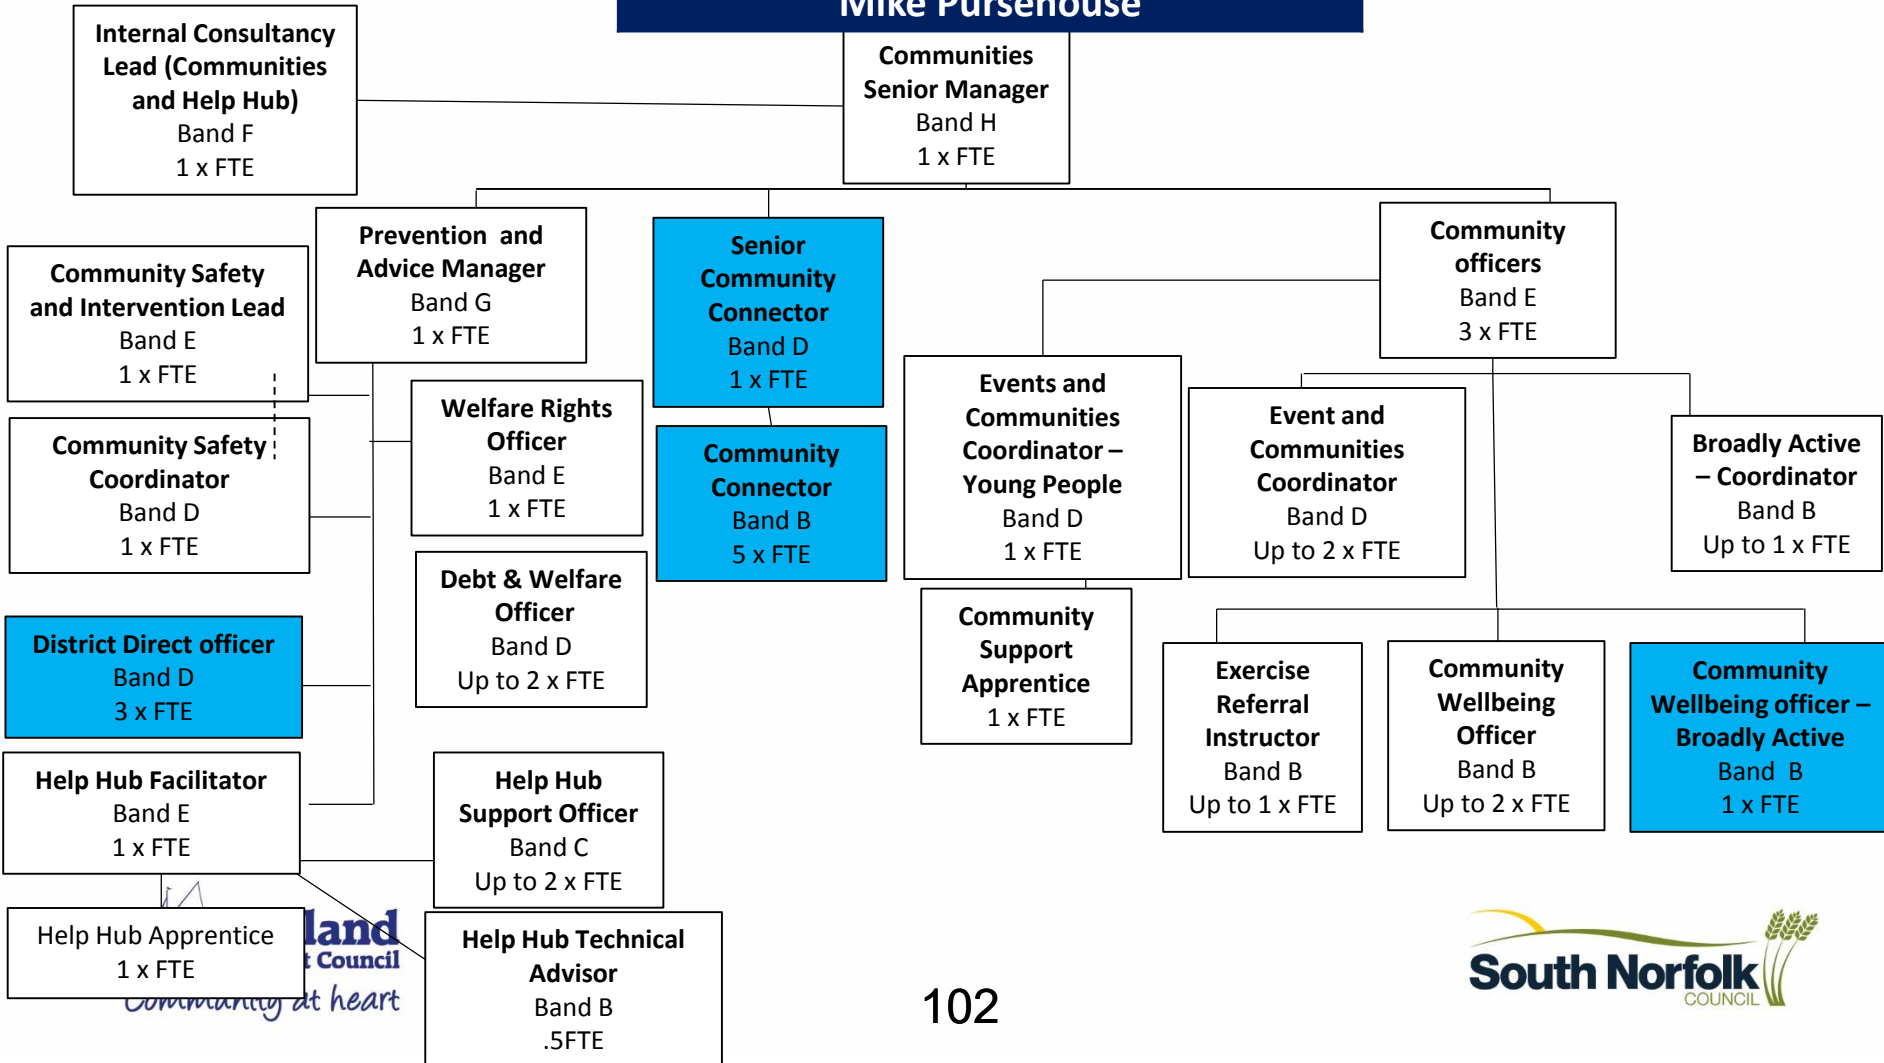 Mike Pursehouse
Internal Consultancy
Lead (Communities
and Help Hub)
Band F
1 x FTE
Communities
Senior Manager
Band H
1 x FTE
Prevention and
Advice Manager
Band G
1 x FTE
Senior
Community
Connector
Band D
1 x FTE
Community
officers
Band E
3 x FTE
Community Safety
and Intervention Lead
Band E
1 x FTE
Community Safety
Coordinator
Band D
1 x FTE
Welfare Rights
Officer
Band E
1 x FTE
Community
Connector
Band B
5 x FTE
Events and
Communities
Coordinator –
Young People
Band D
1 x FTE
Event and
Communities
Coordinator
Band D
Up to 2 x FTE
Broadly Active
– Coordinator
Band B
Up to 1 x FTE
Debt & Welfare
Officer
Band D
Up to 2 x FTE
District Direct officer
Band D
3 x FTE
Community
Support
Apprentice
1 x FTE
Exercise
Referral
Instructor
Band B
Up to 1 x FTE
Community
Wellbeing
Officer
Band B
Up to 2 x FTE
Community
Wellbeing officer –
Broadly Active
Band B
1 x FTE
Help Hub Facilitator
Band E
1 x FTE
Help Hub
Support Officer
Band C
Up to 2 x FTE
Help Hub Apprentice
1 x FTE
land
t Council
Community at heart
Help Hub Technical
Advisor
Band B
.5FTE
102
South Norfolk
COUNCIL